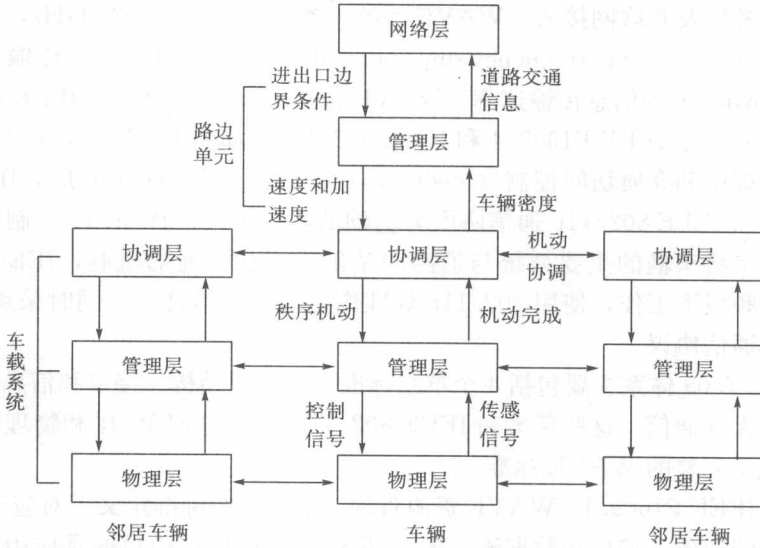 网络层
进出口边
界条件
道路交通
信息
路边
单元
管理层
速度和加
速度
车辆密度
协调层
协调层
机动
协调
协调层
秩序机动
机动完成
车载系统
管理层
管理层
管理层
控制
信号
传感
信号
物理层
物理层
物理层
邻居车辆
车辆
邻居车辆